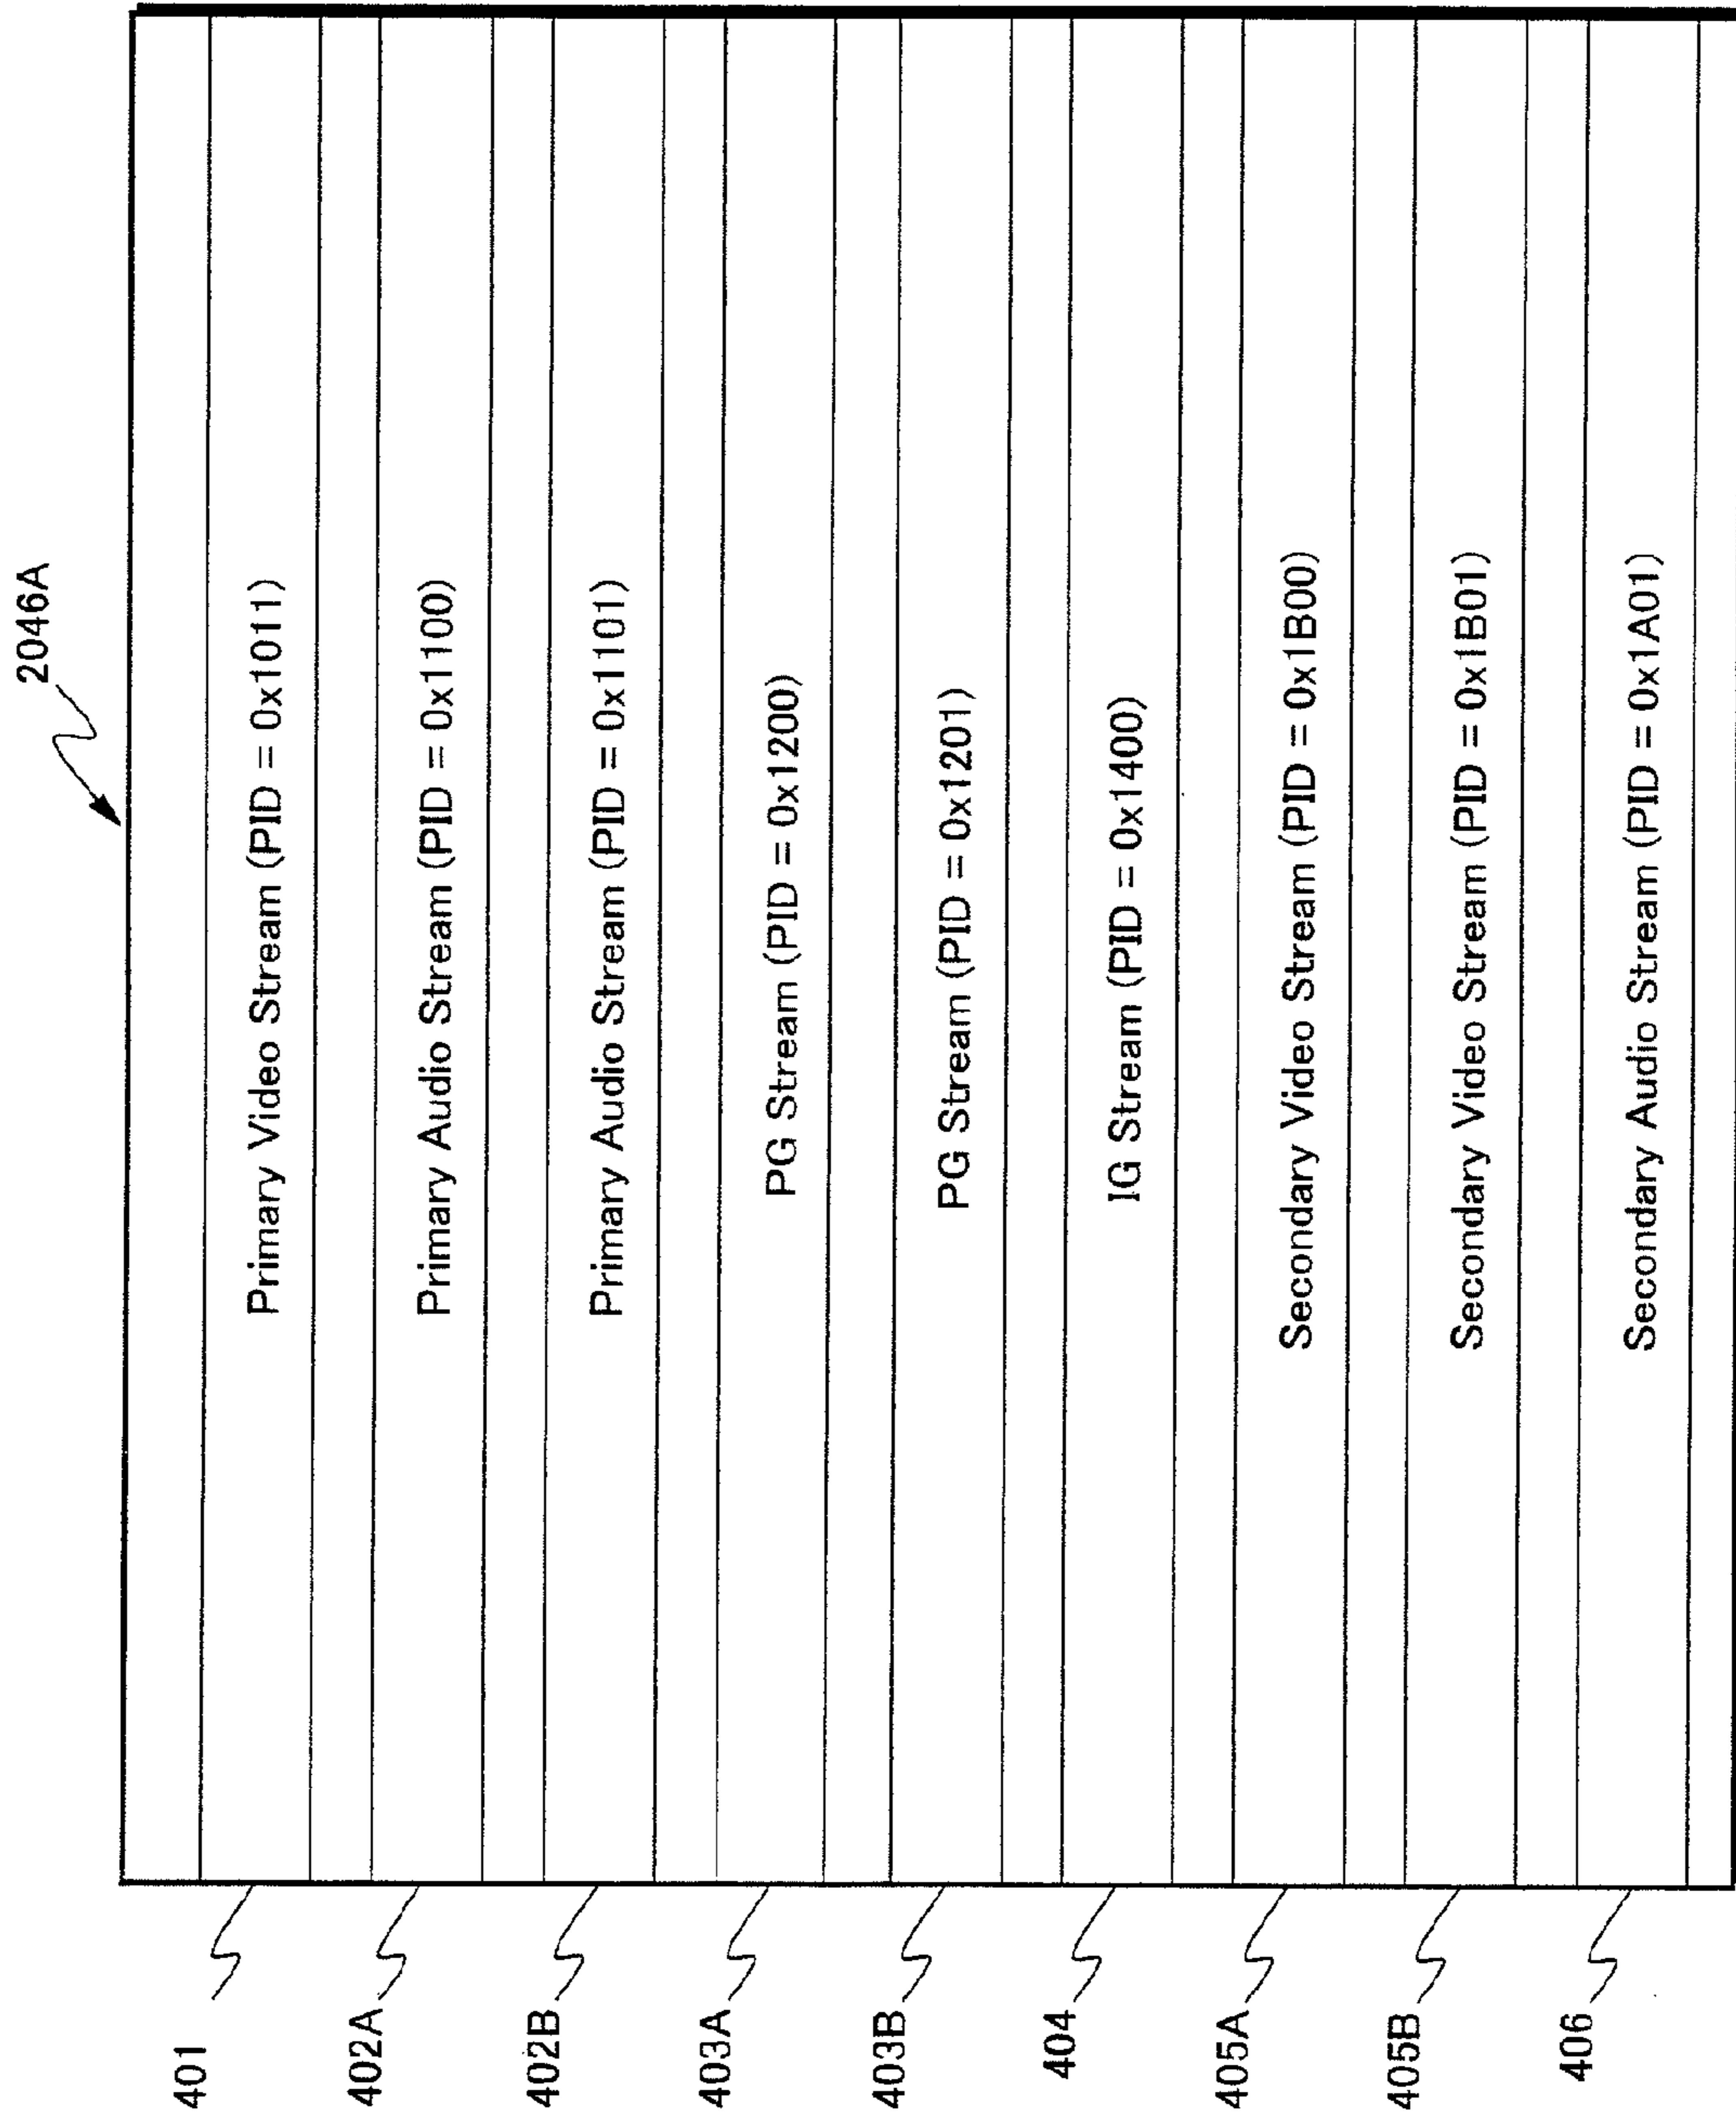 2046A
401
Primary Video Stream (PID = 0x1011)
402A
Primary Audio Stream (PID = 0x1100)
402B
Primary Audio Stream (PID = 0x1101)
403A
PG Stream (PID = 0x1200)
403B
PG Stream (PID = 0x1201)
404
IG Stream (PID = 0x1400)
405A
Secondary Video Stream (PID = 0x1B00)
405B
Secondary Video Stream (PID = 0x1B01)
406
Secondary Audio Stream (PID = 0x1A01)